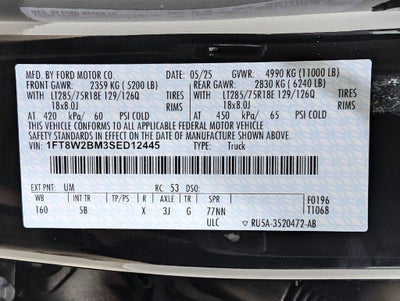 MFD. BY FORD MOTOR CO. 05/25 GVWR: 4990 KG (11000 LB)
FRONT GAWR: 2359 KG (5200 LB) REAR GAWR: 2830 KG (6240 LB)
WITH LT285/75R18E 129/126Q TIRES WITH LT285/75R18E 129/126Q TIRES
18x8.0J RIMS 18x8.0J RIMS
AT 420 kPa/ 60 PSI COLD AT 450 kPa/ 65 PSI COLD
THIS VEHICLE CONFORMS TO ALL APPLICABLE FEDERAL MOTOR VEHICLE
SAFETY STANDARDS IN EFFECT ON THE DATE OF MANUFACTURE SHOWN ABOVE.
VIN: 1FT8W2BM3SED12445 TYPE: Truck
EXT PNT: UM RC: 53 DSO:
WB INT TR TP/PS R AXLE TR SPR F0196
160 5B X 3J G 77NN T1068
ULC ▽ RU5A-3520472-AB